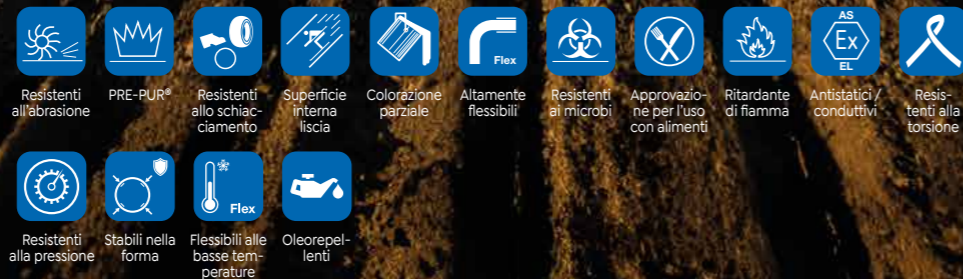 AS
Ex
EL
Flex
Resistenti
all'abrasione
PRE-PUR®
Resistenti
allo schiac-
ciamento
Superficie
interna
liscia
Colorazione
parziale
Altamente
flessibili
Resistenti
ai microbi
Approvazio-
ne per l'uso
con alimenti
Ritardante
di fiamma
Antistatici /
conduttivi
Resis-
tenti alla
torsione
Flex
Resistenti
alla pressione
Stabili nella
forma
Flessibili alle
basse tem-
perature
Oleorepel-
lenti